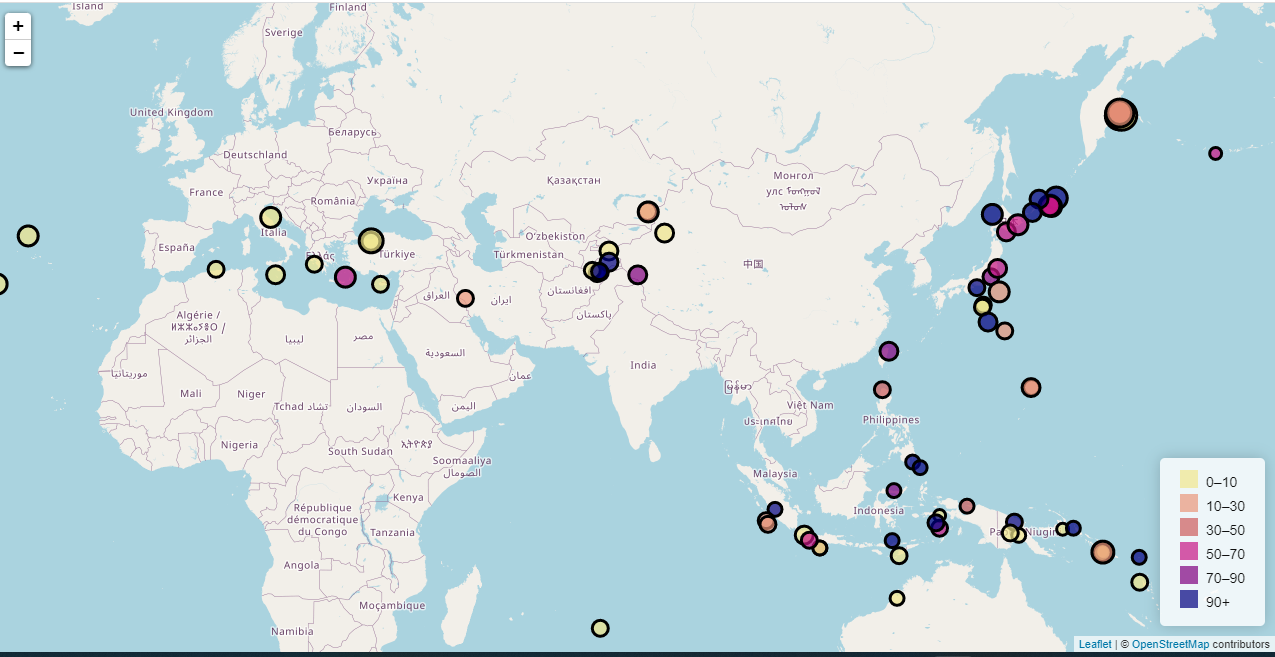 Island
Finland
+
Sverige
−
United Kingdom
Беларусь
Deutschland
Україна
Қазақстан
Монгол
улс
France
România
Italia
O'zbekiston
España
Ελλάς
Türkiye
Türkmenistan
中国
العراق
ایران
افغانستان
Algérie /
ⵍⵣⵣⴰⵢⴻⵔ /
الجزائر
ليبيا
مصر
پاکستان
السعودية
India
موريتانيا
عمان
Mali
Niger
Tchad تشاد
السودان
اليمن
မြန်မာ
Việt Nam
ประเทศไทย
Philippines
Nigeria
South Sudan
ኢትዮጵያ
Soomaaliya
الصومال
Malaysia
Kenya
République
démocratique
du Congo
Indonesia
Tanzania
Niugini
Angola
Moçambique
Namibia
0–10
10–30
30–50
50–70
70–90
90+
Leaflet | © OpenStreetMap contributors